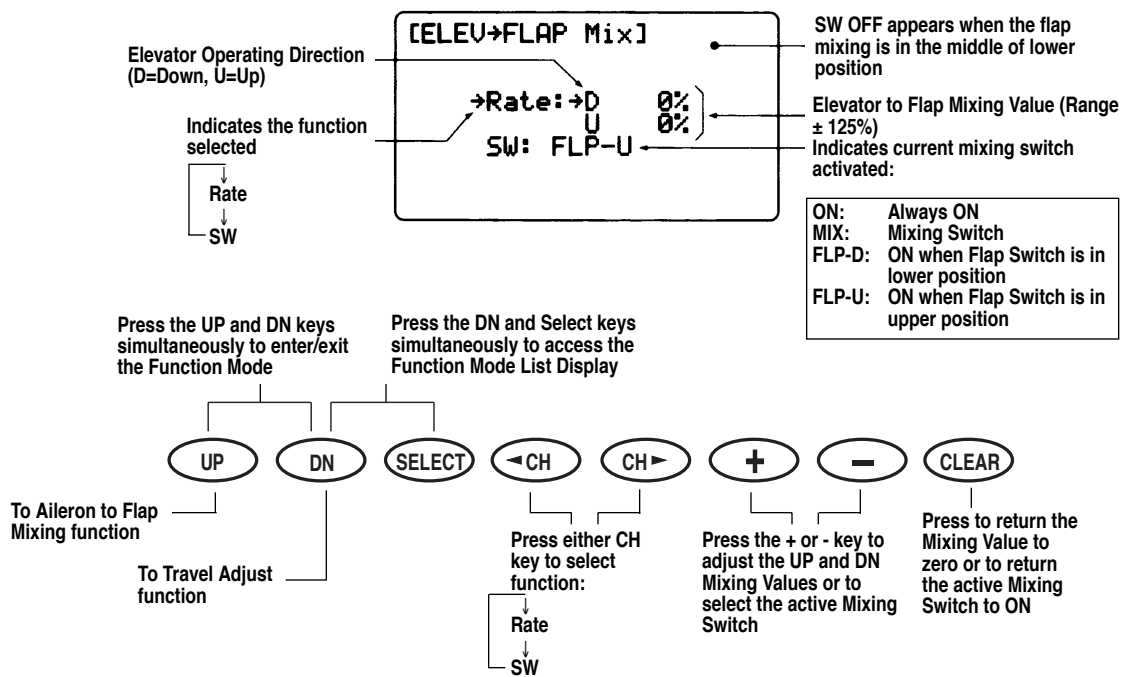 [ELEV→FLAP Mix]
→Rate:→D 0%
U 0%
SW: FLP-U
Elevator Operating Direction
(D=Down, U=Up)
Indicates the function
selected
Rate
SW
SW OFF appears when the flap
mixing is in the middle of lower
position
Elevator to Flap Mixing Value (Range
± 125%)
Indicates current mixing switch
activated:
ON: Always ON
MIX: Mixing Switch
FLP-D: ON when Flap Switch is in
lower position
FLP-U: ON when Flap Switch is in
upper position
Press the UP and DN keys
simultaneously to enter/exit
the Function Mode
Press the DN and Select keys
simultaneously to access the
Function Mode List Display
UP
DN
SELECT
◄CH
CH►
+
−
CLEAR
To Aileron to Flap
Mixing function
To Travel Adjust
function
Press either CH
key to select
function:
Rate
SW
Press the + or - key to
adjust the UP and DN
Mixing Values or to
select the active Mixing
Switch
Press to return the
Mixing Value to
zero or to return
the active Mixing
Switch to ON